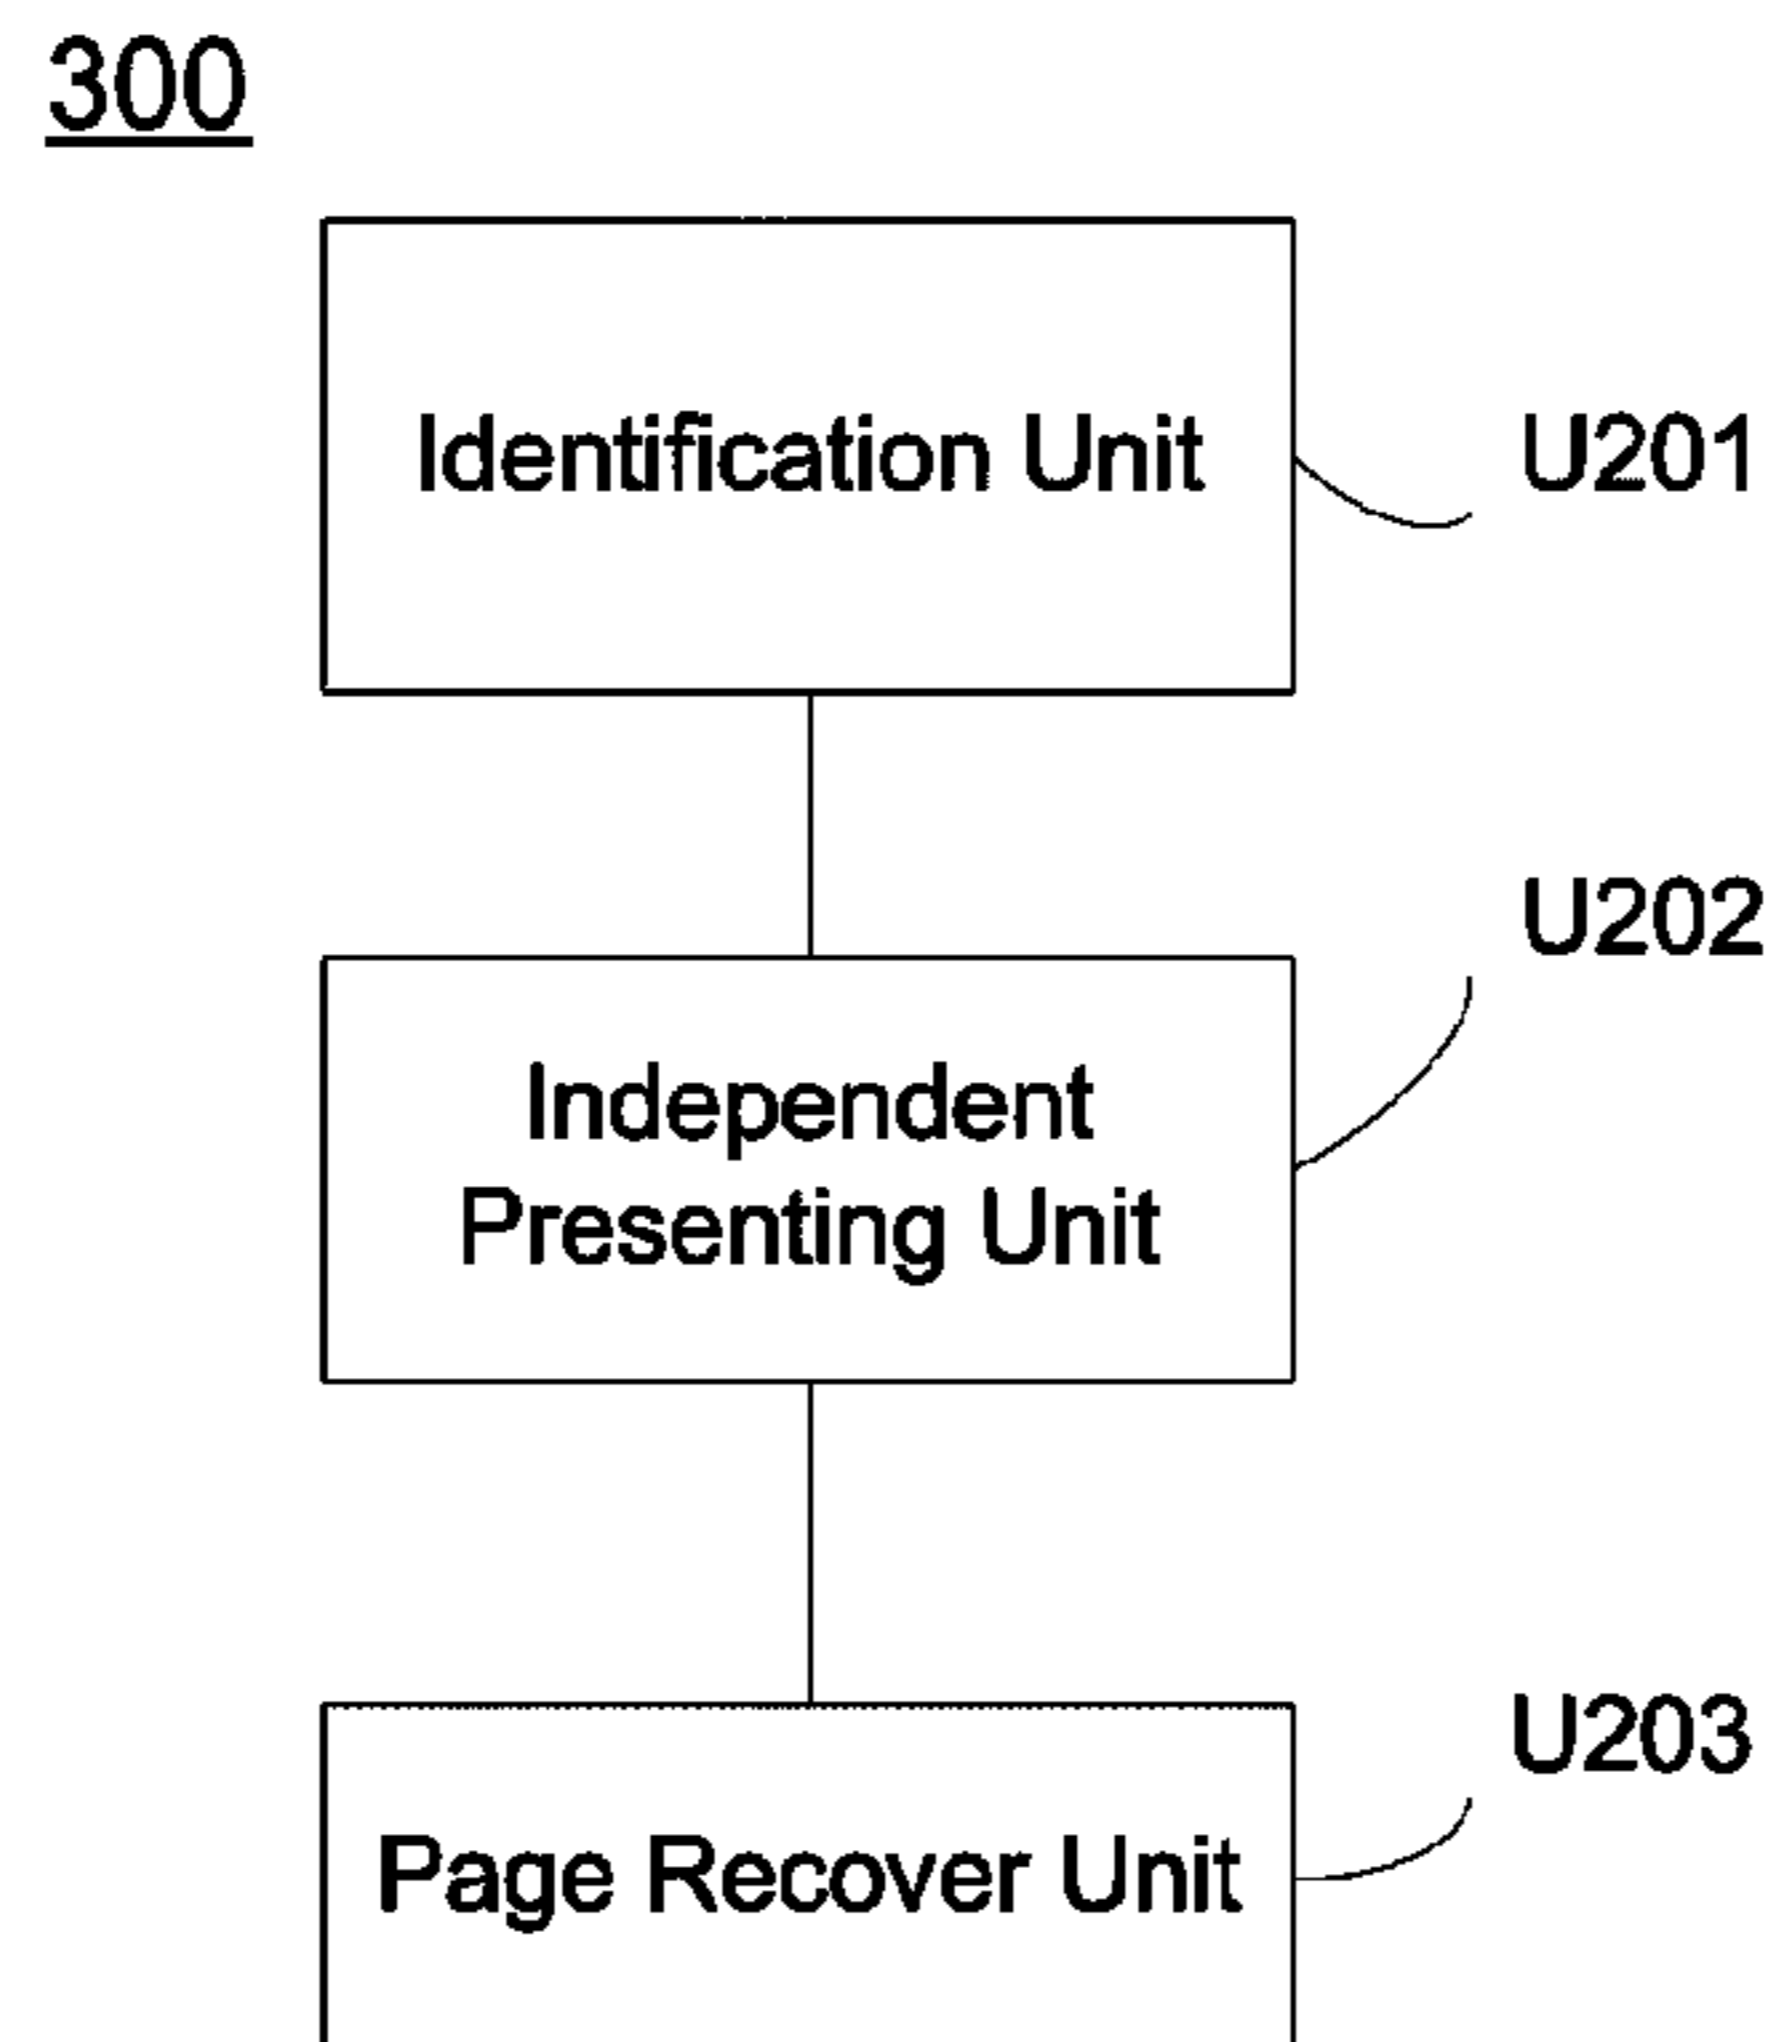 300
Identification Unit
U201
U202
Independent
Presenting Unit
U203
Page Recover Unit